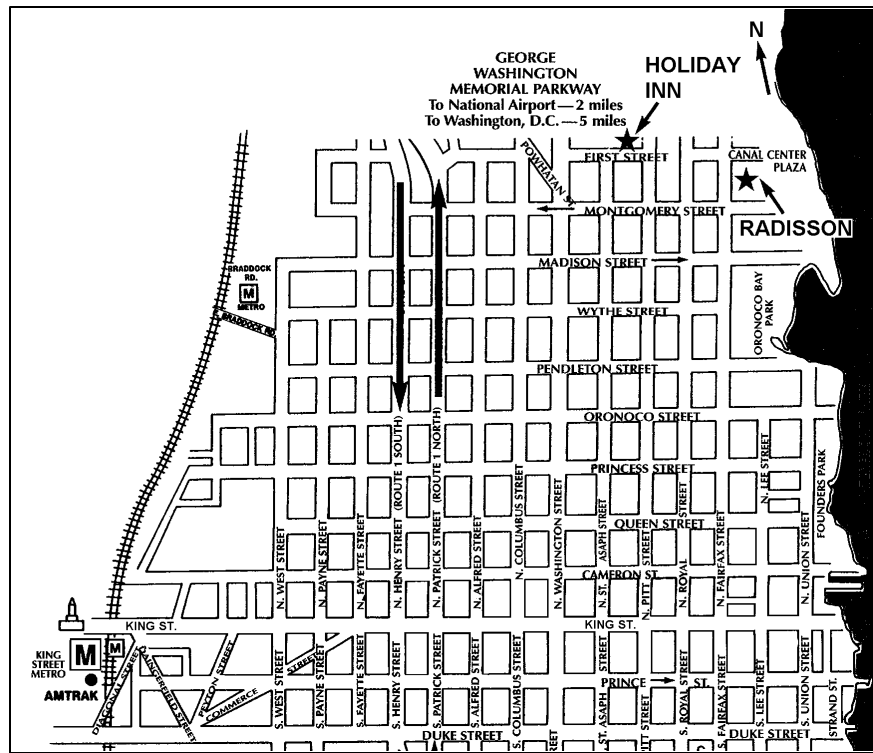 N
GEORGE
WASHINGTON
MEMORIAL PARKWAY
To National Airport — 2 miles
To Washington, D.C. — 5 miles
HOLIDAY
INN
POWHATAN ST.
FIRST STREET
CANAL CENTER
PLAZA
MONTGOMERY STREET
RADISSON
MADISON STREET
BRADDOCK
RD.
M
METRO
BRADDOCK RD.
WYTHE STREET
ORONOCO BAY
PARK
PENDLETON STREET
ORONOCO STREET
(ROUTE 1 SOUTH)
(ROUTE 1 NORTH)
PRINCESS STREET
N. LEE STREET
FOUNDERS PARK
QUEEN STREET
N. WEST STREET
N. PAYNE STREET
N. FAYETTE STREET
N. HENRY STREET
N. PATRICK STREET
N. ALFRED STREET
N. COLUMBUS STREET
N. WASHINGTON STREET
N. ST. ASAPH STREET
N. PITT STREET
N. ROYAL STREET
N. FAIRFAX STREET
N. UNION STREET
CAMERON ST.
KING ST.
KING ST.
KING
STREET
METRO
M
M
AMTRAK
DIAGONAL STREET
DAINGERFIELD STREET
PEYTON STREET
COMMERCE STREET
S. WEST STREET
S. PAYNE STREET
S. FAYETTE STREET
S. HENRY STREET
S. PATRICK STREET
S. ALFRED STREET
S. COLUMBUS STREET
STREET
ST. ASAPH STREET
PITT STREET
S. ROYAL STREET
S. FAIRFAX STREET
S. LEE STREET
S. UNION STREET
STRAND ST.
PRINCE ST.
DUKE STREET
DUKE STREET